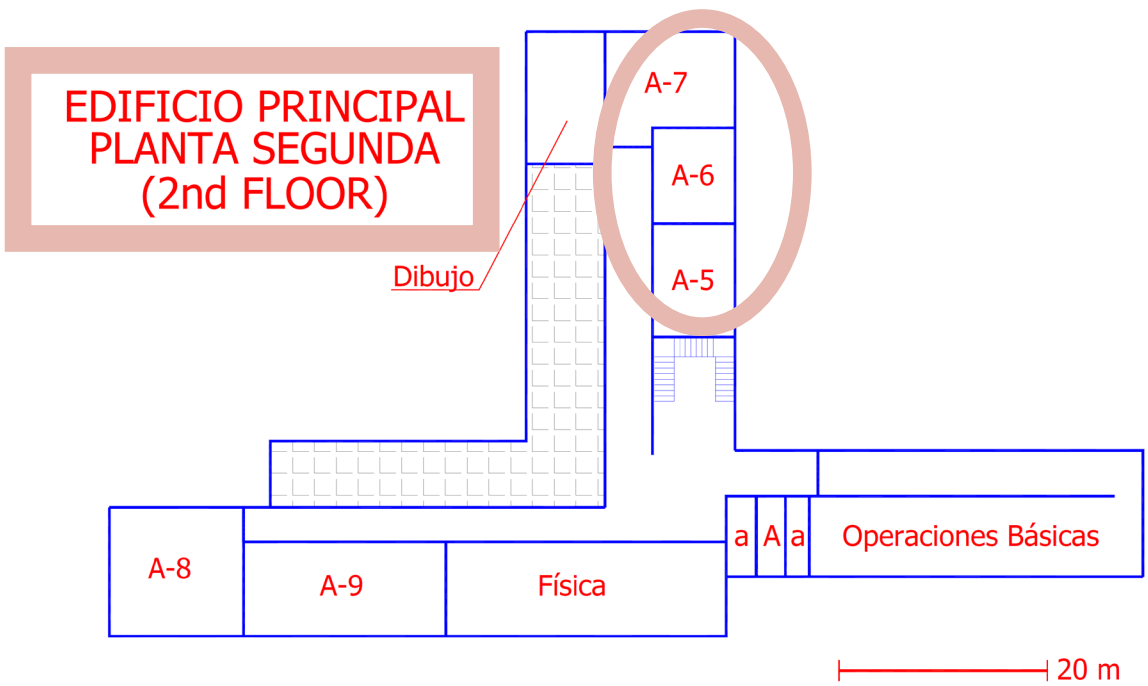 EDIFICIO PRINCIPAL
PLANTA SEGUNDA
(2nd FLOOR)
A-7
A-6
Dibujo
A-5
A-8
A-9
Física
a
A
a
Operaciones Básicas
20 m